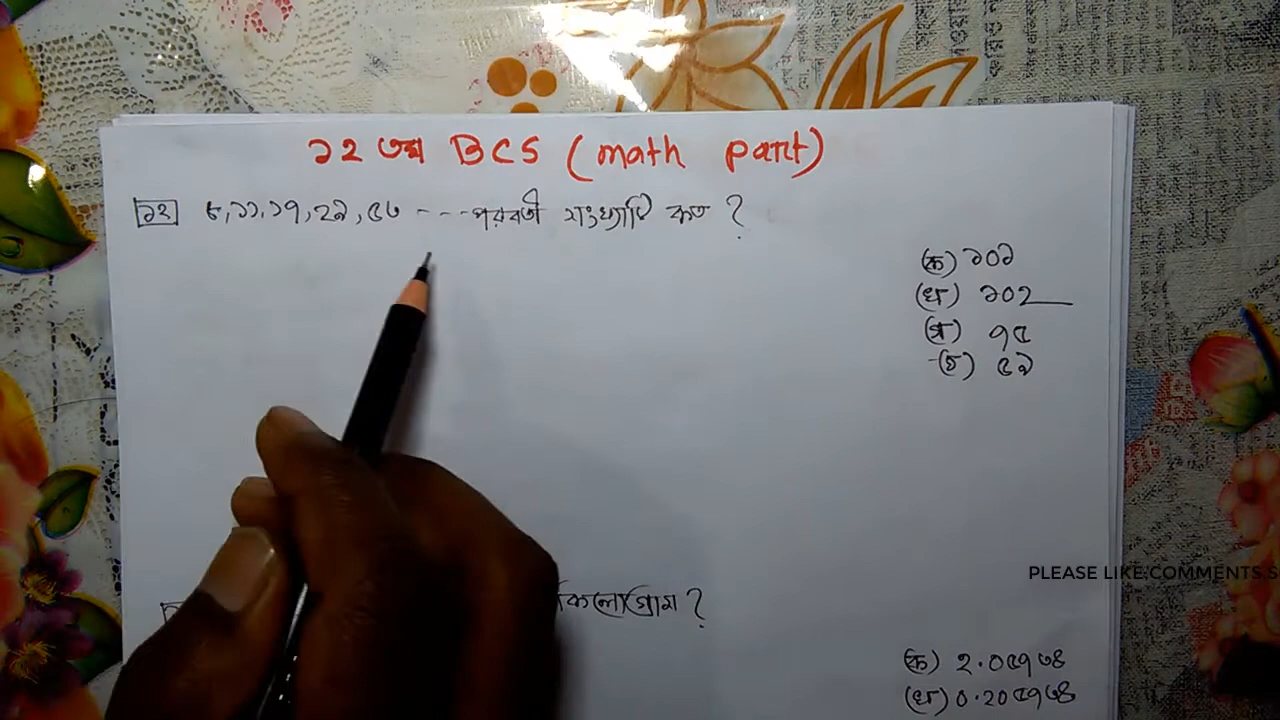 ১২ তম BCS (math part)
১২ ৮, ১১, ১৭, ২৯, ৫৩ - - - পরবর্তী সংখ্যাটি কত ?
(ক) ১০১
(খ) ১০২
(গ) ৭৫
(ঘ) ৫৯
PLEASE LIKE,COMMENTS,S
কিলোগ্রাম ?
(ক) ২.০৫৭৩৪
(খ) ০.২০৫৭৩৪